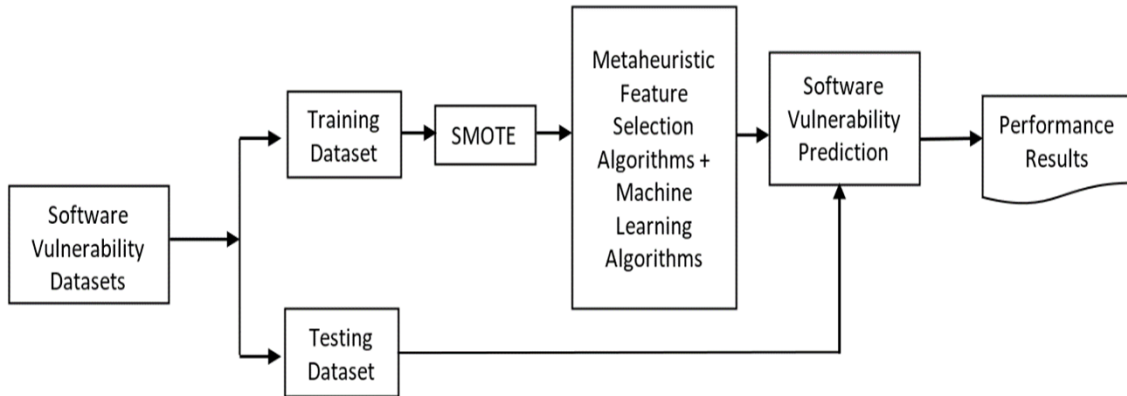 Software
Vulnerability
Datasets
Training
Dataset
SMOTE
Metaheuristic
Feature
Selection
Algorithms +
Machine
Learning
Algorithms
Software
Vulnerability
Prediction
Performance
Results
Testing
Dataset